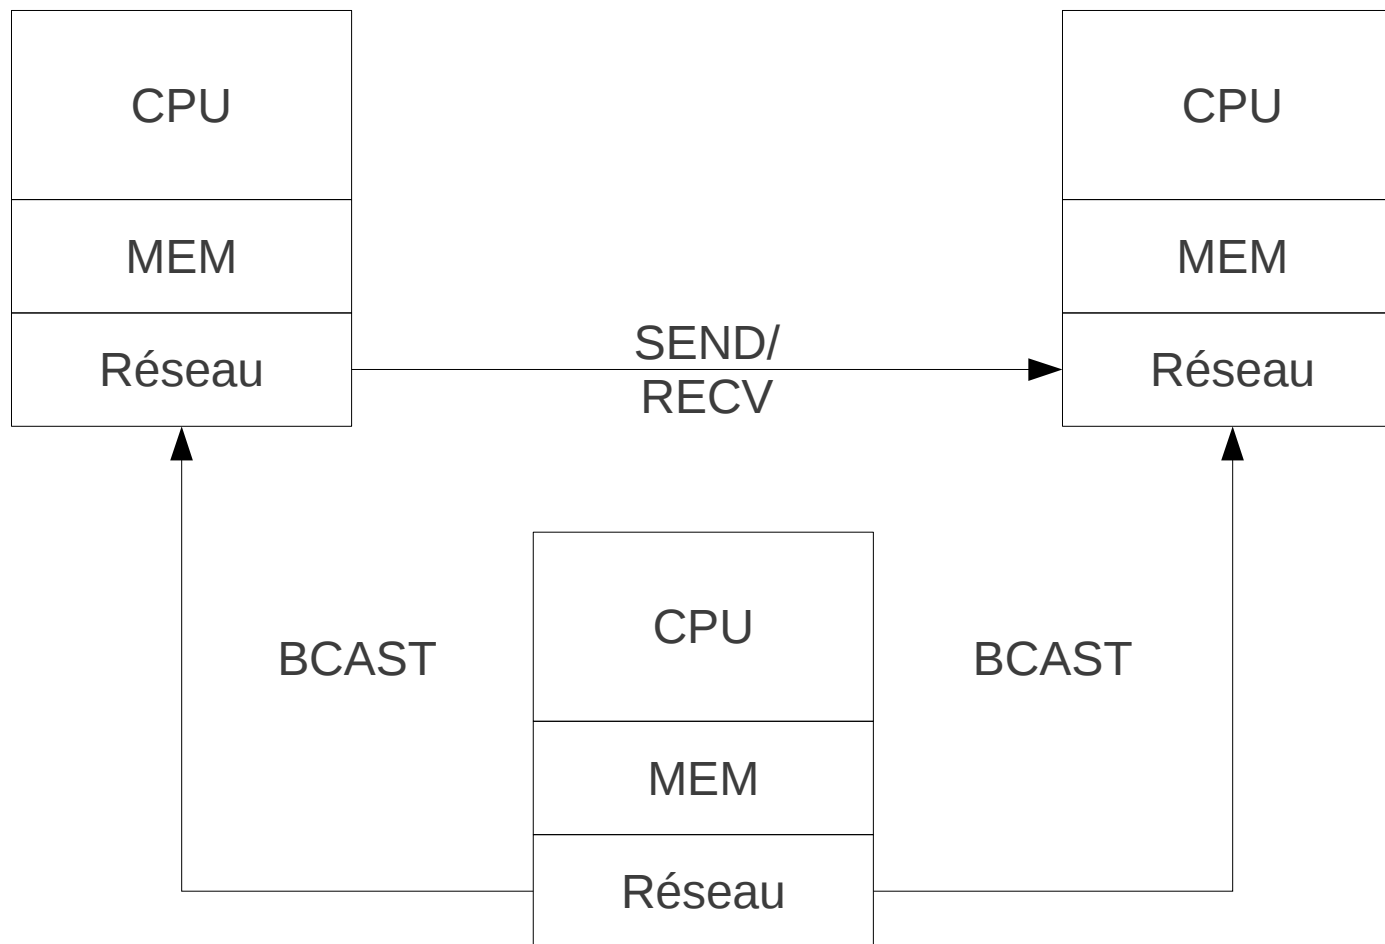 CPU
MEM
Réseau
CPU
MEM
Réseau
SEND/
RECV
BCAST
CPU
MEM
Réseau
BCAST